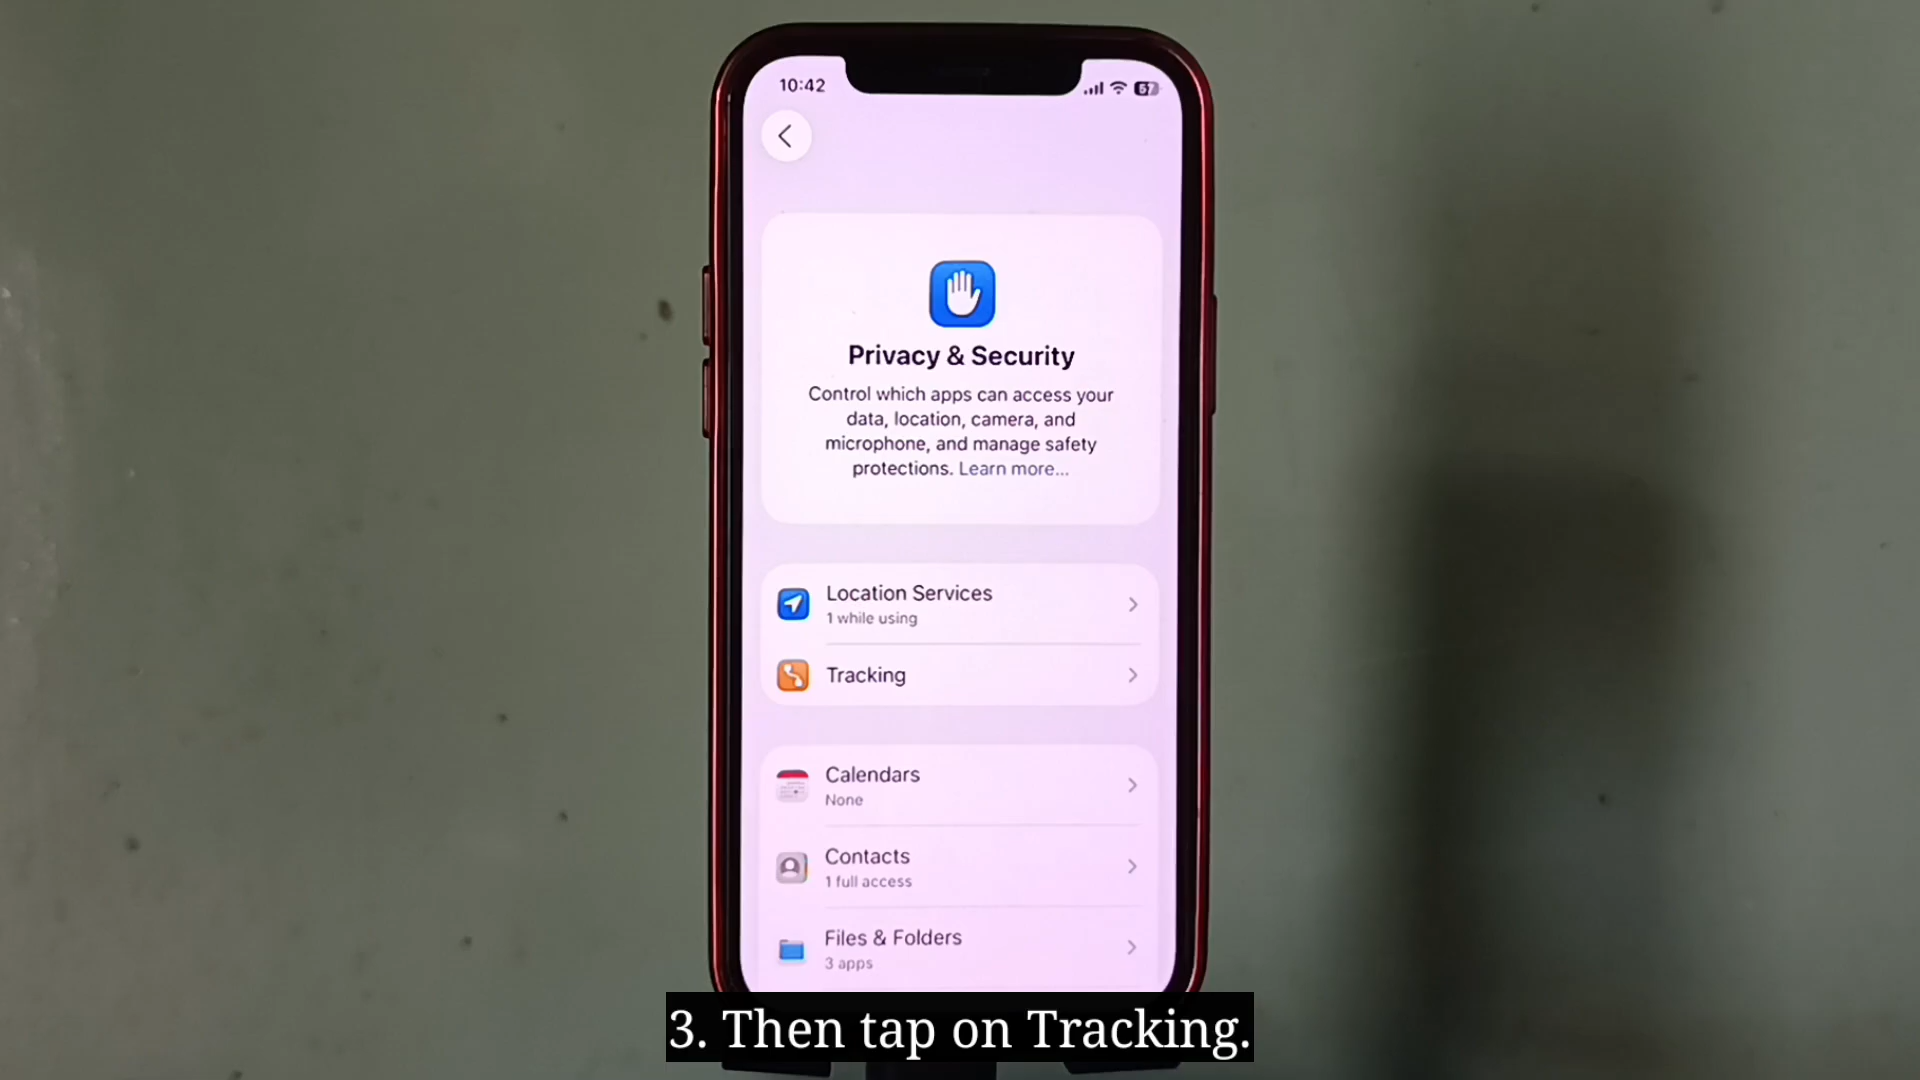 10:42
57
Privacy & Security
Control which apps can access your
data, location, camera, and
microphone, and manage safety
protections. Learn more...
Location Services
1 while using
Tracking
Calendars
None
Contacts
1 full access
Files & Folders
3 apps
3. Then tap on Tracking.